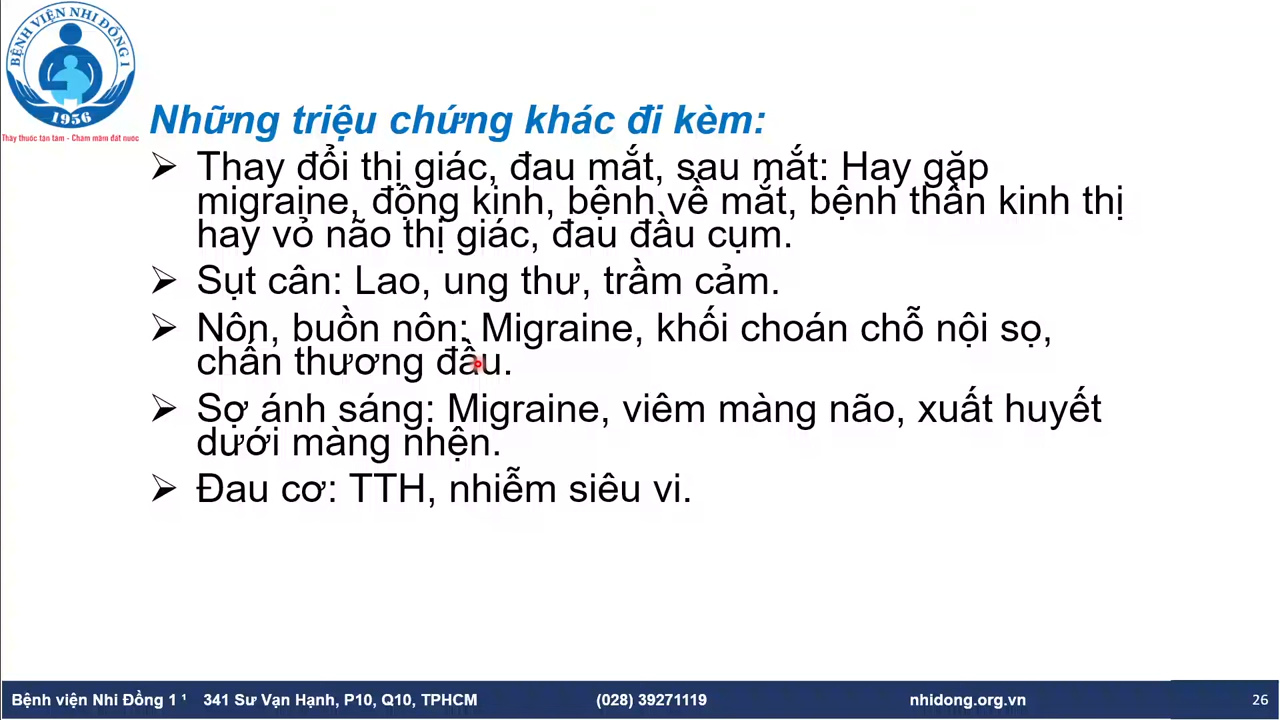 BỆNH VIỆN NHI ĐỒNG 1
1956
Thầy thuốc tận tâm - Chăm mầm đất nước
Những triệu chứng khác đi kèm:
➢ Thay đổi thị giác, đau mắt, sau mắt: Hay gặp
migraine, động kinh, bệnh về mắt, bệnh thần kinh thị
hay vỏ não thị giác, đau đầu cụm.
➢ Sụt cân: Lao, ung thư, trầm cảm.
➢ Nôn, buồn nôn: Migraine, khối choán chỗ nội sọ,
chấn thương đầu.
➢ Sợ ánh sáng: Migraine, viêm màng não, xuất huyết
dưới màng nhện.
➢ Đau cơ: TTH, nhiễm siêu vi.
Bệnh viện Nhi Đồng 1 ¹ 341 Sư Vạn Hạnh, P10, Q10, TPHCM (028) 39271119 nhidong.org.vn 26